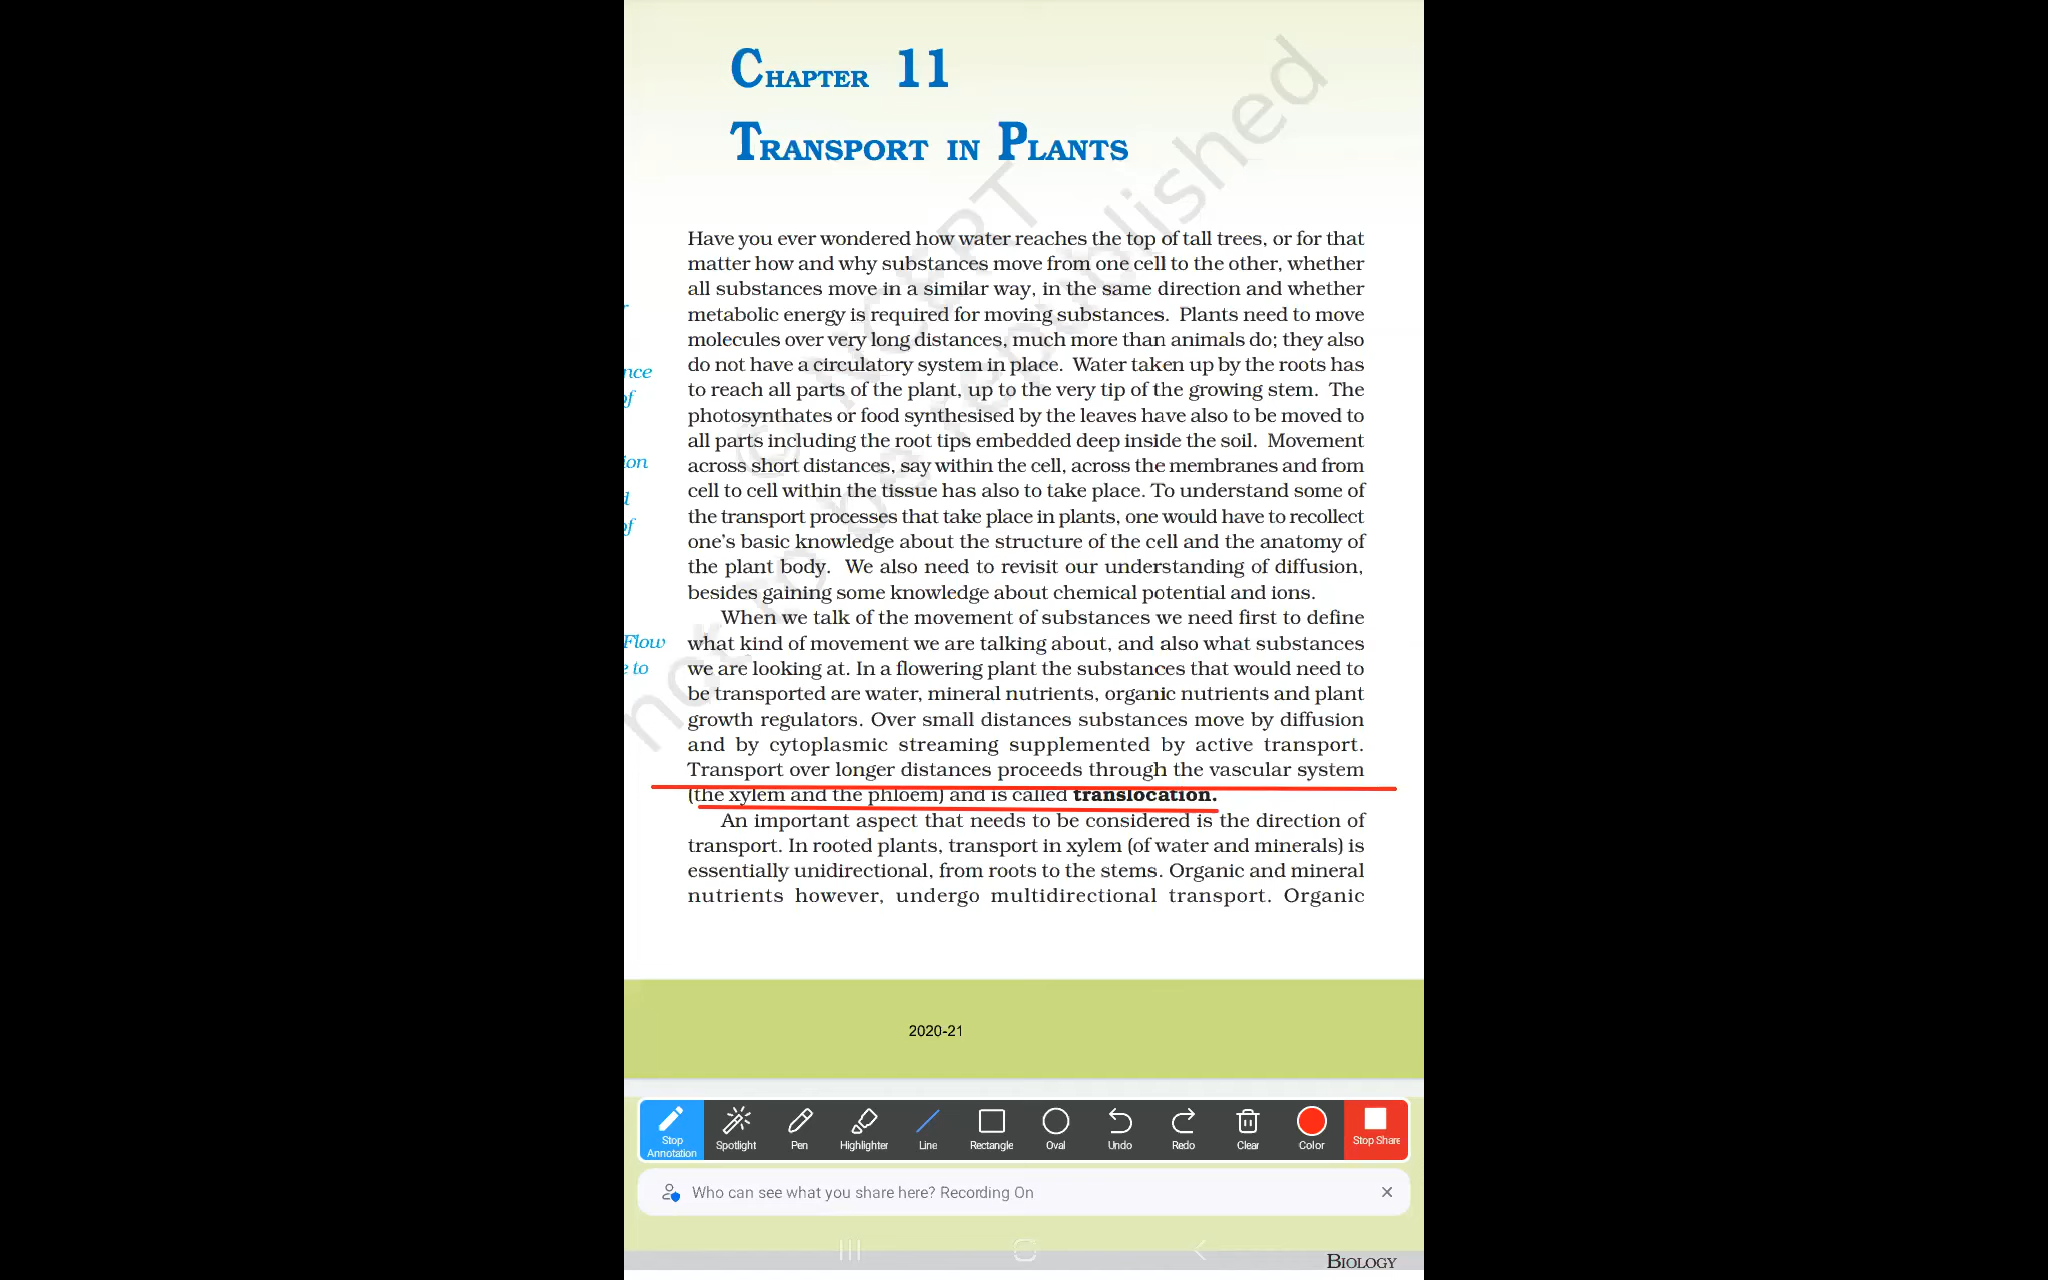 CHAPTER 11
TRANSPORT IN PLANTS
Have you ever wondered how water reaches the top of tall trees, or for that
matter how and why substances move from one cell to the other, whether
all substances move in a similar way, in the same direction and whether
metabolic energy is required for moving substances. Plants need to move
molecules over very long distances, much more than animals do; they also
do not have a circulatory system in place. Water taken up by the roots has
to reach all parts of the plant, up to the very tip of the growing stem. The
photosynthates or food synthesised by the leaves have also to be moved to
all parts including the root tips embedded deep inside the soil. Movement
across short distances, say within the cell, across the membranes and from
cell to cell within the tissue has also to take place. To understand some of
the transport processes that take place in plants, one would have to recollect
one's basic knowledge about the structure of the cell and the anatomy of
the plant body. We also need to revisit our understanding of diffusion,
besides gaining some knowledge about chemical potential and ions.
When we talk of the movement of substances we need first to define
what kind of movement we are talking about, and also what substances
we are looking at. In a flowering plant the substances that would need to
be transported are water, mineral nutrients, organic nutrients and plant
growth regulators. Over small distances substances move by diffusion
and by cytoplasmic streaming supplemented by active transport.
Transport over longer distances proceeds through the vascular system
(the xylem and the phloem) and is called translocation.
An important aspect that needs to be considered is the direction of
transport. In rooted plants, transport in xylem (of water and minerals) is
essentially unidirectional, from roots to the stems. Organic and mineral
nutrients however, undergo multidirectional transport. Organic
nce
of
ion
of
Flow
to
© NCERT
not to be republished
2020-21
Stop Annotation
Spotlight
Pen
Highlighter
Line
Rectangle
Oval
Undo
Redo
Clear
Color
Stop Share
Who can see what you share here? Recording On
BIOLOGY